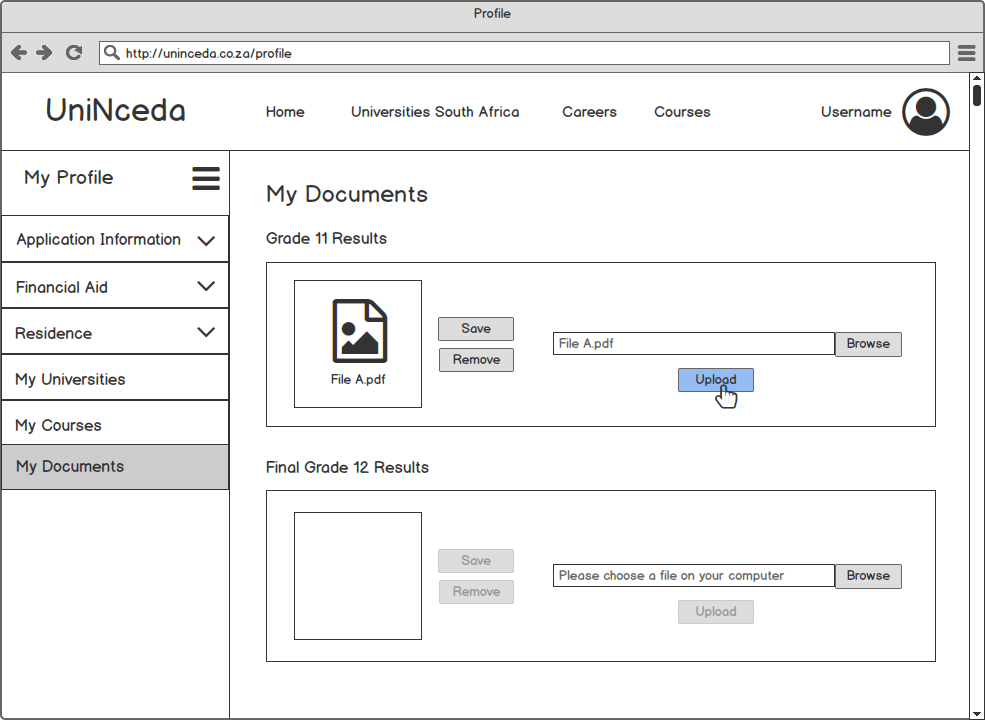 Profile
http://uninceda.co.za/profile
UniNceda
Home
Universities South Africa
Careers
Courses
Username
My Profile
Application Information
Financial Aid
Residence
My Universities
My Courses
My Documents
My Documents
Grade 11 Results
File A.pdf
Save
Remove
File A.pdf
Browse
Upload
Final Grade 12 Results
Save
Remove
Please choose a file on your computer
Browse
Upload